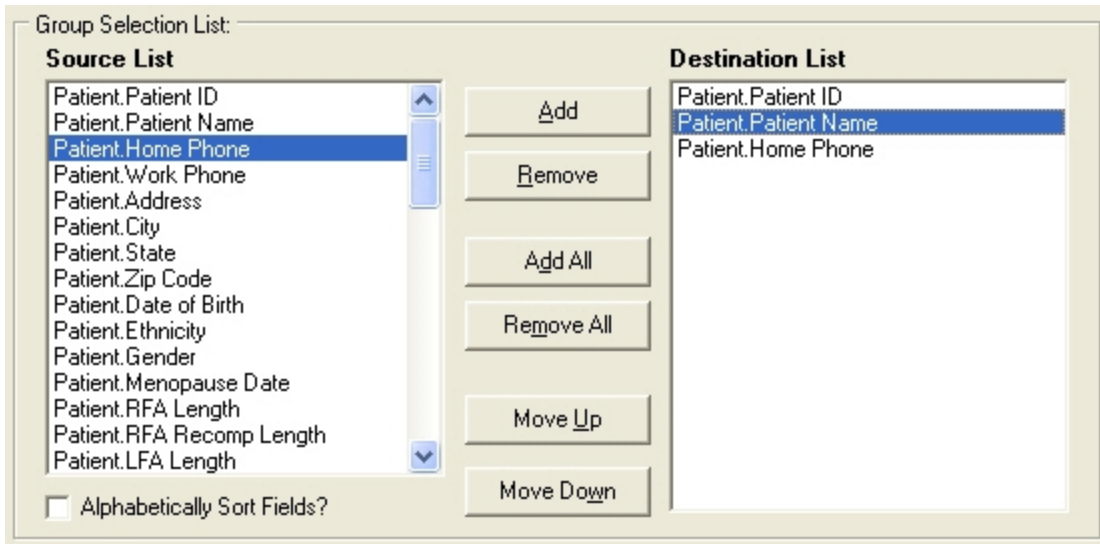 Group Selection List:
Source List
Patient.Patient ID
Patient.Patient Name
Patient.Home Phone
Patient.Work Phone
Patient.Address
Patient.City
Patient.State
Patient.Zip Code
Patient.Date of Birth
Patient.Ethnicity
Patient.Gender
Patient.Menopause Date
Patient.RFA Length
Patient.RFA Recomp Length
Patient.LFA Length
Alphabetically Sort Fields?
Add
Remove
Add All
Remove All
Move Up
Move Down
Destination List
Patient.Patient ID
Patient.Patient Name
Patient.Home Phone